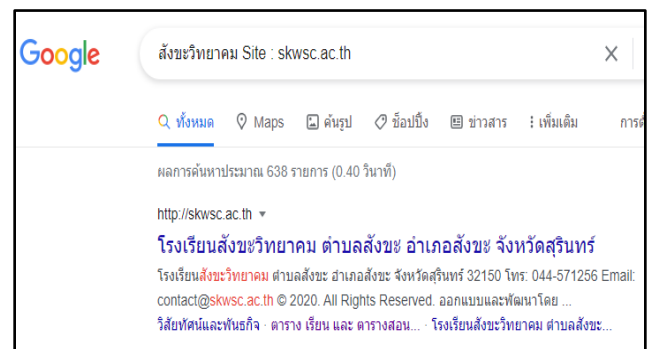 Google
สังขะวิทยาคม Site : skwsc.ac.th
ทั้งหมด Maps ค้นรูป ช็อปปิ้ง ข่าวสาร เพิ่มเติม
ผลการค้นหาประมาณ 638 รายการ (0.40 วินาที)
http://skwsc.ac.th
โรงเรียนสังขะวิทยาคม ตำบลสังขะ อำเภอสังขะ จังหวัดสุรินทร์
โรงเรียนสังขะวิทยาคม ตำบลสังขะ อำเภอสังขะ จังหวัดสุรินทร์ 32150 โทร: 044-571256 Email:
contact@skwsc.ac.th © 2020. All Rights Reserved. ออกแบบและพัฒนาโดย ...
วิสัยทัศน์และพันธกิจ · ตาราง เรียน และ ตารางสอน... · โรงเรียนสังขะวิทยาคม ตำบลสังขะ...